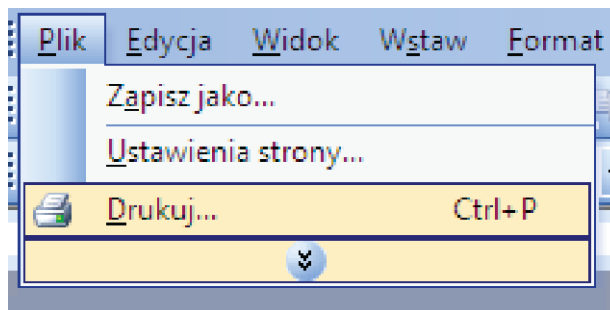 Plik Edycja Widok Wstaw Format
Zapisz jako...
Ustawienia strony...
Drukuj... Ctrl+P